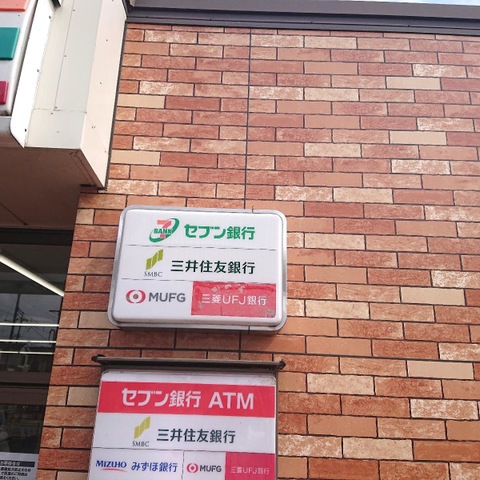 7 BANK セブン銀行
SMBC 三井住友銀行
MUFG 三菱UFJ銀行
セブン銀行 ATM
SMBC 三井住友銀行
MIZUHO みずほ銀行 MUFG 三菱UFJ銀行